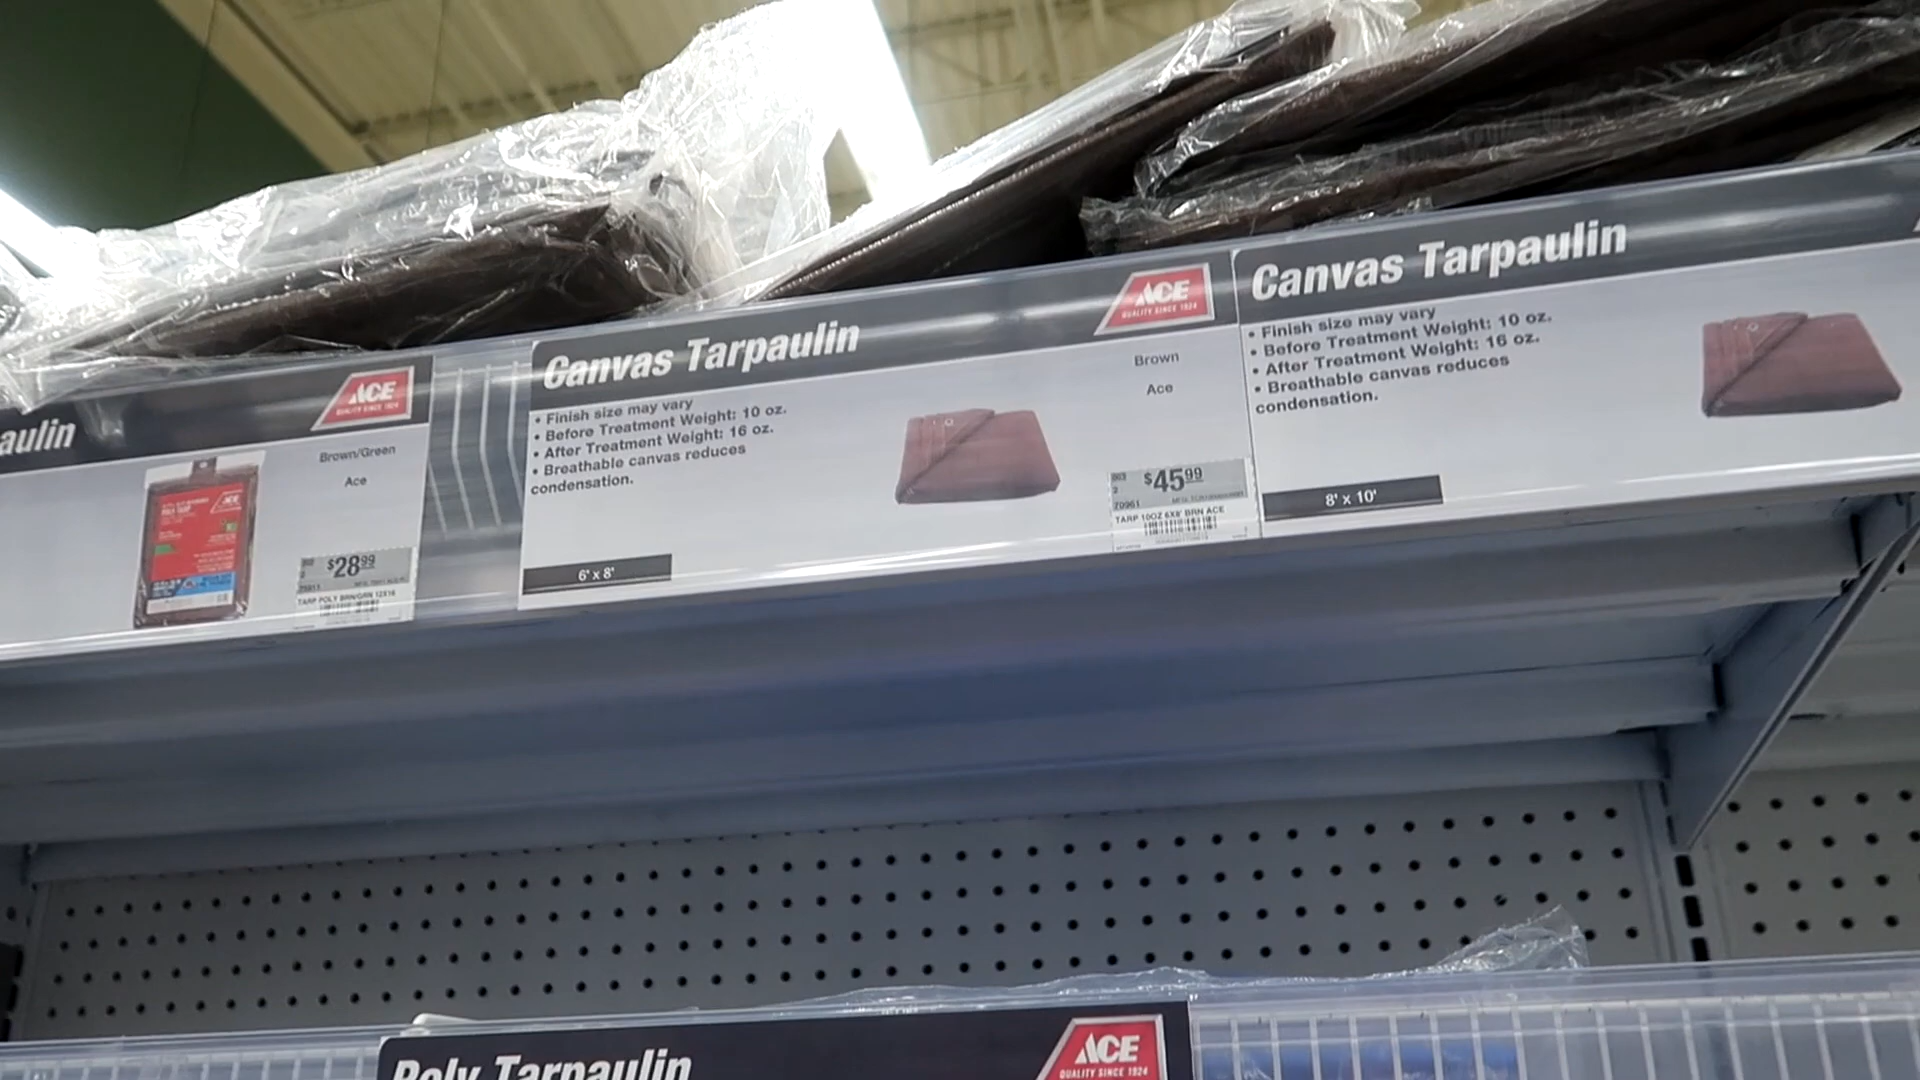 aulin
ACE
QUALITY SINCE 1924
Brown/Green
Ace
ACE
$28 99
TARP POLY BRN/GRN 12X16
Canvas Tarpaulin
ACE
QUALITY SINCE 1924
• Finish size may vary
• Before Treatment Weight: 10 oz.
• After Treatment Weight: 16 oz.
• Breathable canvas reduces
condensation.
Brown
Ace
6' x 8'
$45 99
2
70961
TARP 10OZ 6X8' BRN ACE
Canvas Tarpaulin
• Finish size may vary
• Before Treatment Weight: 10 oz.
• After Treatment Weight: 16 oz.
• Breathable canvas reduces
condensation.
8' x 10'
Poly Tarpaulin
ACE
QUALITY SINCE 1924